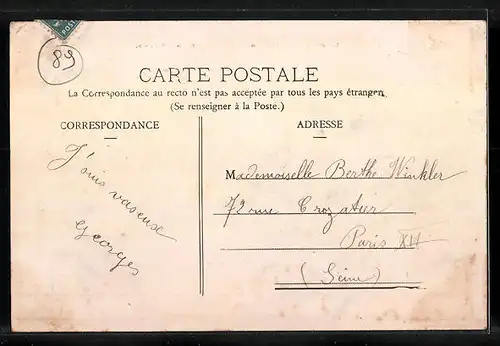 89
CARTE POSTALE
La Correspondance au recto n'est pas acceptée par tous les pays étrangers
(Se renseigner à la Poste.)
CORRESPONDANCE
J'suis vaseux
Georges
ADRESSE
Mademoiselle Berthe Winkler
72 rue Crozatier
Paris XII
(Seine)